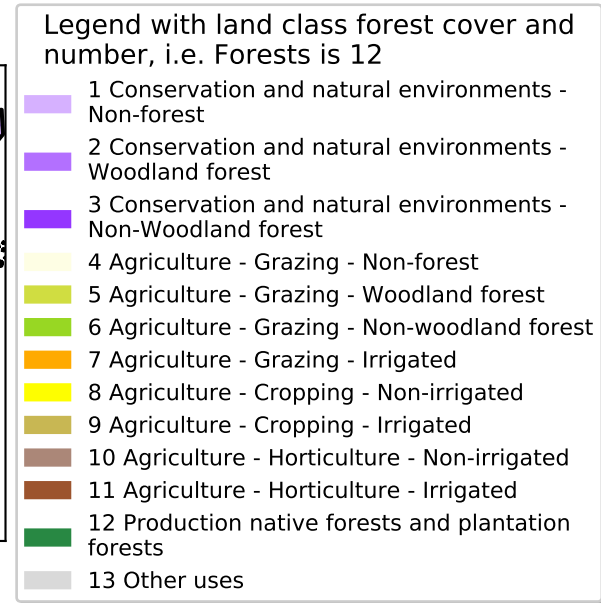 Legend with land class forest cover and
number, i.e. Forests is 12
1 Conservation and natural environments -
Non-forest
2 Conservation and natural environments -
Woodland forest
3 Conservation and natural environments -
Non-Woodland forest
4 Agriculture - Grazing - Non-forest
5 Agriculture - Grazing - Woodland forest
6 Agriculture - Grazing - Non-woodland forest
7 Agriculture - Grazing - Irrigated
8 Agriculture - Cropping - Non-irrigated
9 Agriculture - Cropping - Irrigated
10 Agriculture - Horticulture - Non-irrigated
11 Agriculture - Horticulture - Irrigated
12 Production native forests and plantation
forests
13 Other uses